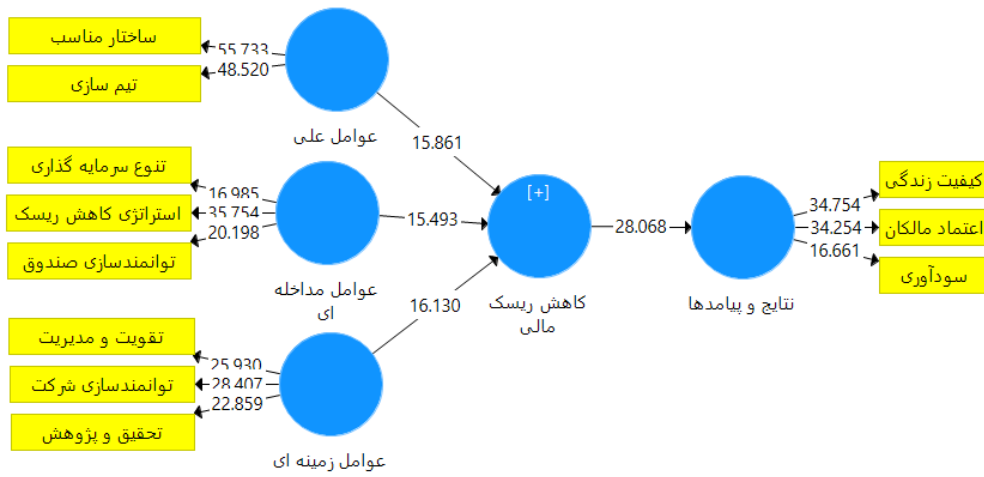 ساختار مناسب
55.733
تیم سازی
48.520
عوامل علی
15.861
تنوع سرمایه گذاری
16.985
استراتژی کاهش ریسک
35.754
توانمندسازی صندوق
20.198
عوامل مداخله
ای
15.493
تقویت و مدیریت
25.930
توانمندسازی شرکت
28.407
تحقیق و پژوهش
22.859
عوامل زمینه ای
16.130
[+]
کاهش ریسک
مالی
28.068
نتایج و پیامدها
کیفیت زندگی
34.754
اعتماد مالکان
34.254
سودآوری
16.661